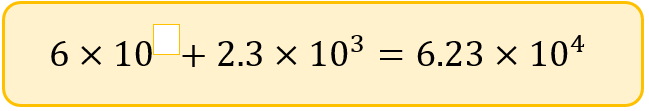 6 × 10^□ + 2.3 × 10³ = 6.23 × 10⁴